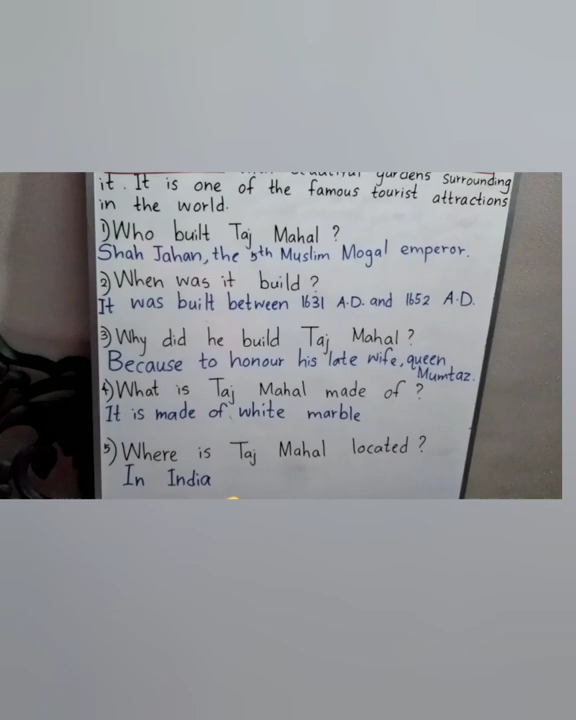 beautiful gardens surrounding
it. It is one of the famous tourist attractions
in the world.
1) Who built Taj Mahal ?
Shah Jahan, the 5th Muslim Mogal emperor.
2) When was it build ?
It was built between 1631 A.D. and 1652 A.D.
3) Why did he build Taj Mahal ?
Because to honour his late wife, queen
Mumtaz.
4) What is Taj Mahal made of ?
It is made of white marble
5) Where is Taj Mahal located ?
In India